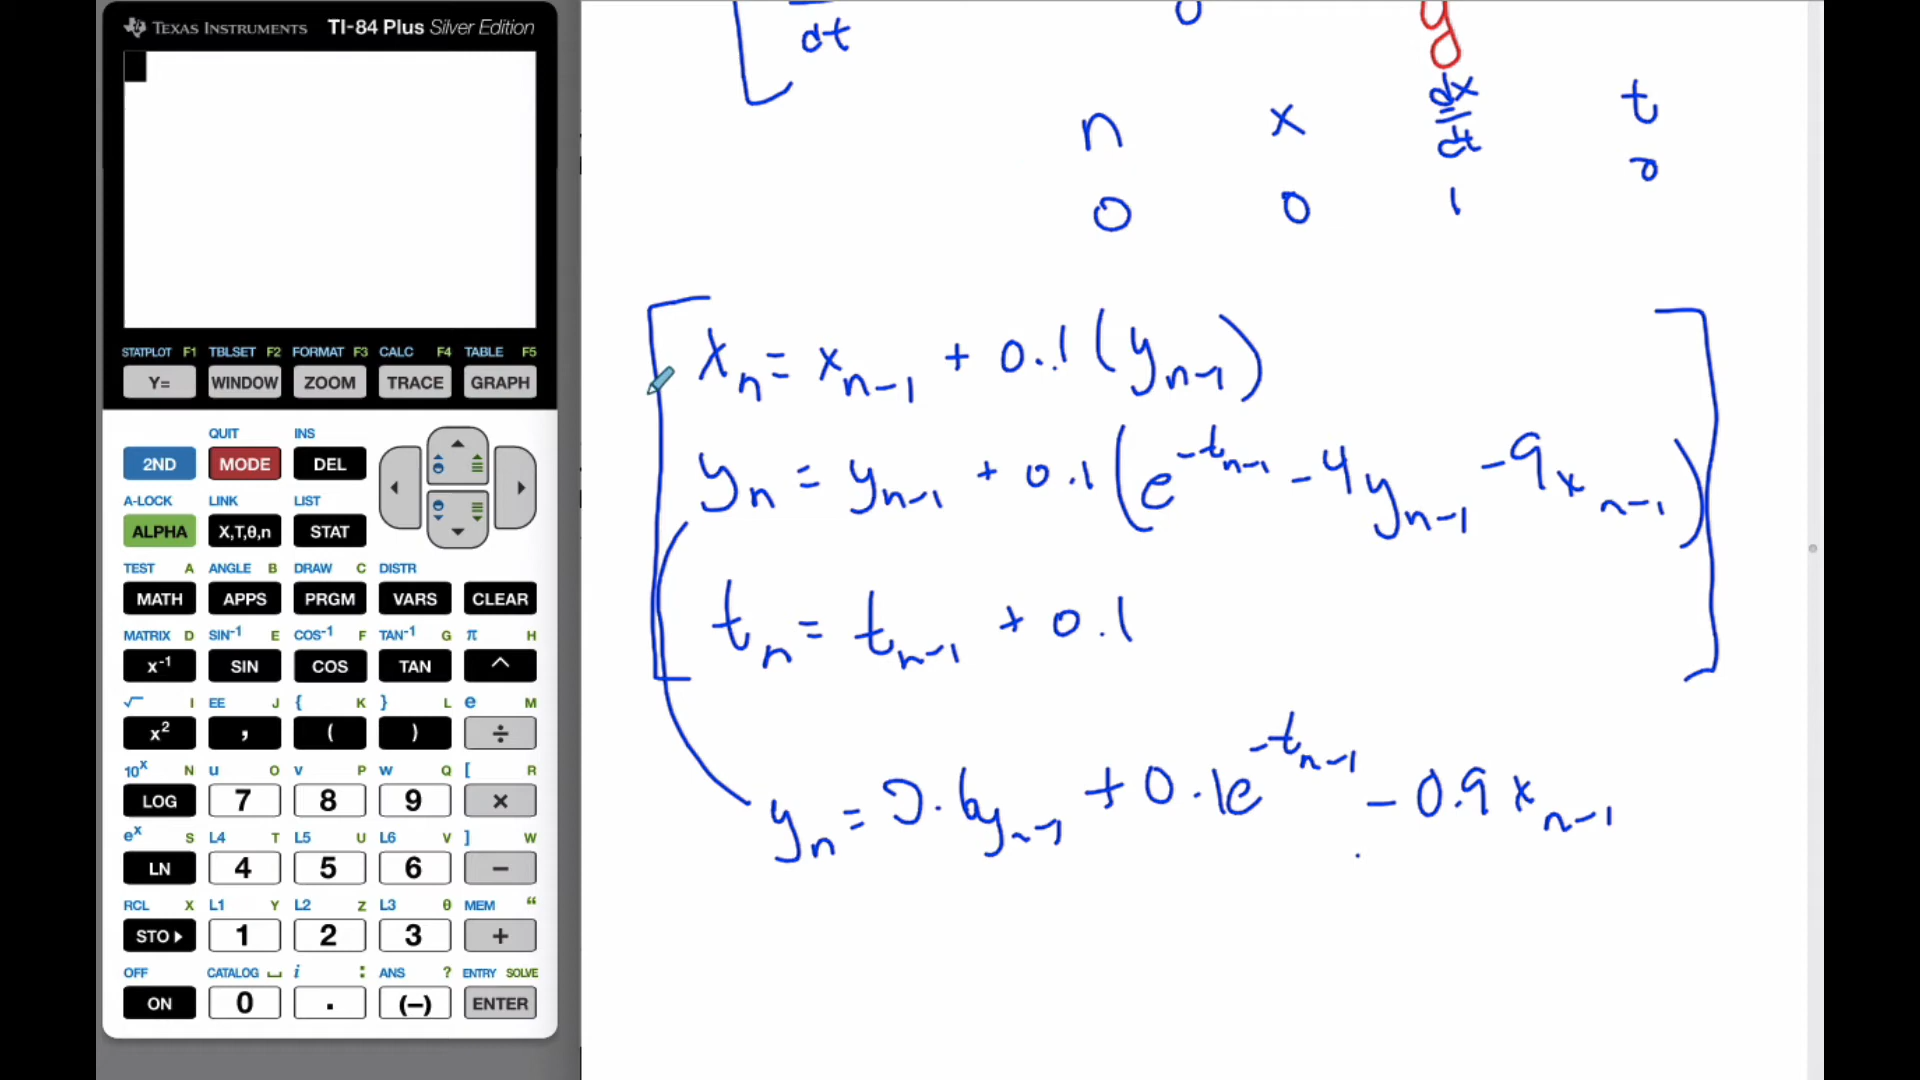 TEXAS INSTRUMENTS TI-84 Plus Silver Edition
STATPLOT F1 TBLSET F2 FORMAT F3 CALC F4 TABLE F5
Y= WINDOW ZOOM TRACE GRAPH
QUIT INS
2ND MODE DEL
A-LOCK LINK LIST
ALPHA X,T,θ,n STAT
TEST A ANGLE B DRAW C DISTR
MATH APPS PRGM VARS CLEAR
MATRIX D SIN⁻¹ E COS⁻¹ F TAN⁻¹ G π H
x⁻¹ SIN COS TAN ^
√ I EE J { K } L e M
x² , ( ) ÷
10ˣ N u O v P w Q [ R
LOG 7 8 9 ×
eˣ S L4 T L5 U L6 V ] W
LN 4 5 6 −
RCL X L1 Y L2 Z L3 θ MEM “
STO▸ 1 2 3 +
OFF CATALOG ⎵ i : ANS ? ENTRY SOLVE
ON 0 . (−) ENTER
dt
y
n x dx/dt t
0
0 0 1
xₙ = xₙ₋₁ + 0.1(yₙ₋₁)
yₙ = yₙ₋₁ + 0.1(e^(-tₙ₋₁) - 4yₙ₋₁ - 9xₙ₋₁)
tₙ = tₙ₋₁ + 0.1
yₙ = 0.6yₙ₋₁ + 0.1e^(-tₙ₋₁) - 0.9xₙ₋₁